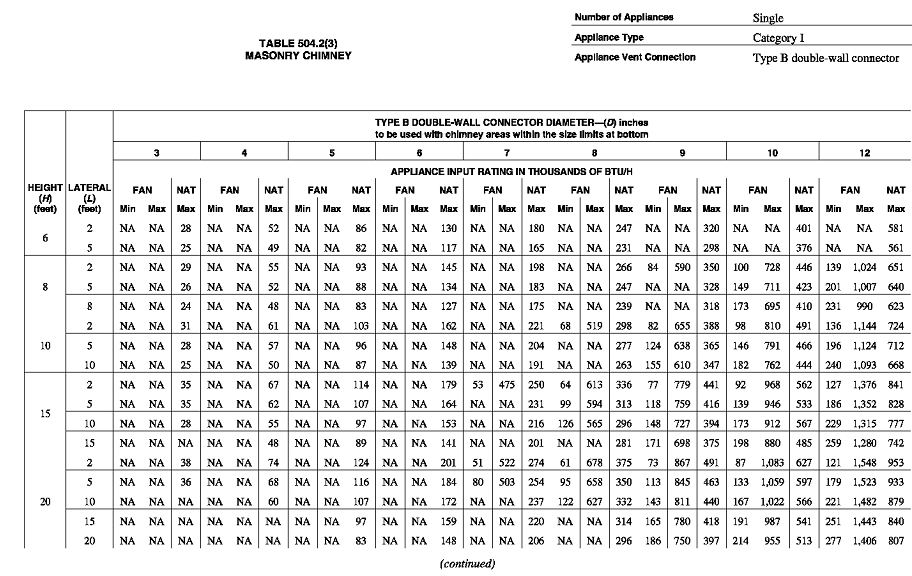 Number of Appliances Single
Appliance Type Category I
Appliance Vent Connection Type B double-wall connector
TABLE 504.2(3)
MASONRY CHIMNEY
TYPE B DOUBLE-WALL CONNECTOR DIAMETER—(D) inches
to be used with chimney areas within the size limits at bottom
3 4 5 6 7 8 9 10 12
APPLIANCE INPUT RATING IN THOUSANDS OF BTU/H
HEIGHT (H) (feet) LATERAL (L) (feet) FAN NAT FAN NAT FAN NAT FAN NAT FAN NAT FAN NAT FAN NAT FAN NAT FAN NAT
Min Max Max Min Max Max Min Max Max Min Max Max Min Max Max Min Max Max Min Max Max Min Max Max Min Max Max
6 2 NA NA 28 NA NA 52 NA NA 86 NA NA 130 NA NA 180 NA NA 247 NA NA 320 NA NA 401 NA NA 581
5 NA NA 25 NA NA 49 NA NA 82 NA NA 117 NA NA 165 NA NA 231 NA NA 298 NA NA 376 NA NA 561
8 2 NA NA 29 NA NA 55 NA NA 93 NA NA 145 NA NA 198 NA NA 266 84 590 350 100 728 446 139 1,024 651
5 NA NA 26 NA NA 52 NA NA 88 NA NA 134 NA NA 183 NA NA 247 NA NA 328 149 711 423 201 1,007 640
8 NA NA 24 NA NA 48 NA NA 83 NA NA 127 NA NA 175 NA NA 239 NA NA 318 173 695 410 231 990 623
10 2 NA NA 31 NA NA 61 NA NA 103 NA NA 162 NA NA 221 68 519 298 82 655 388 98 810 491 136 1,144 724
5 NA NA 28 NA NA 57 NA NA 96 NA NA 148 NA NA 204 NA NA 277 124 638 365 146 791 466 196 1,124 712
10 NA NA 25 NA NA 50 NA NA 87 NA NA 139 NA NA 191 NA NA 263 155 610 347 182 762 444 240 1,093 668
15 2 NA NA 35 NA NA 67 NA NA 114 NA NA 179 53 475 250 64 613 336 77 779 441 92 968 562 127 1,376 841
5 NA NA 35 NA NA 62 NA NA 107 NA NA 164 NA NA 231 99 594 313 118 759 416 139 946 533 186 1,352 828
10 NA NA 28 NA NA 55 NA NA 97 NA NA 153 NA NA 216 126 565 296 148 727 394 173 912 567 229 1,315 777
15 NA NA NA NA NA 48 NA NA 89 NA NA 141 NA NA 201 NA NA 281 171 698 375 198 880 485 259 1,280 742
20 2 NA NA 38 NA NA 74 NA NA 124 NA NA 201 51 522 274 61 678 375 73 867 491 87 1,083 627 121 1,548 953
5 NA NA 36 NA NA 68 NA NA 116 NA NA 184 80 503 254 95 658 350 113 845 463 133 1,059 597 179 1,523 933
10 NA NA NA NA NA 60 NA NA 107 NA NA 172 NA NA 237 122 627 332 143 811 440 167 1,022 566 221 1,482 879
15 NA NA NA NA NA NA NA NA 97 NA NA 159 NA NA 220 NA NA 314 165 780 418 191 987 541 251 1,443 840
20 NA NA NA NA NA NA NA NA 83 NA NA 148 NA NA 206 NA NA 296 186 750 397 214 955 513 277 1,406 807
(continued)